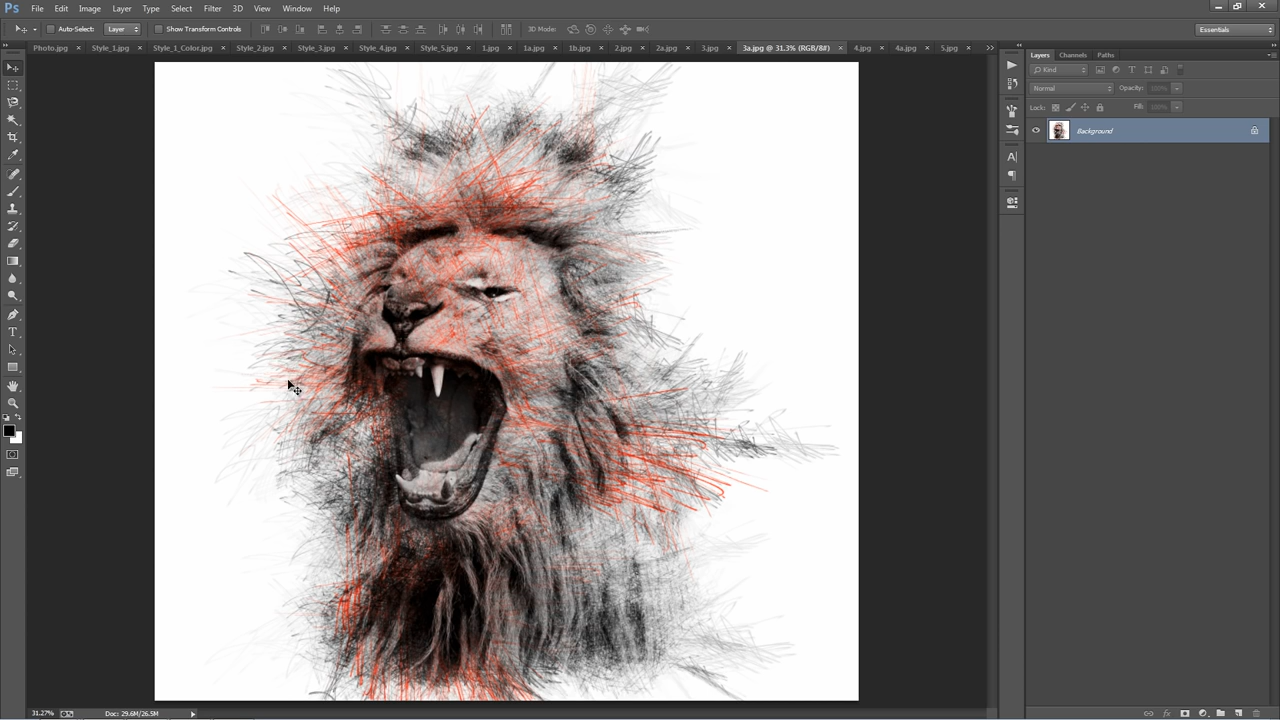 Ps File Edit Image Layer Type Select Filter 3D View Window Help
Auto-Select: Layer Show Transform Controls 3D Mode: Essentials
Photo.jpg Style_1.jpg Style_1_Color.jpg Style_2.jpg Style_3.jpg Style_4.jpg Style_5.jpg 1.jpg 1a.jpg 1b.jpg 2.jpg 2a.jpg 3.jpg 3a.jpg @ 31.3% (RGB/8#) 4.jpg 4a.jpg 5.jpg
Layers Channels Paths
Kind
Normal Opacity: 100%
Lock: Fill: 100%
Background
31.27% Doc: 29.6M/26.5M